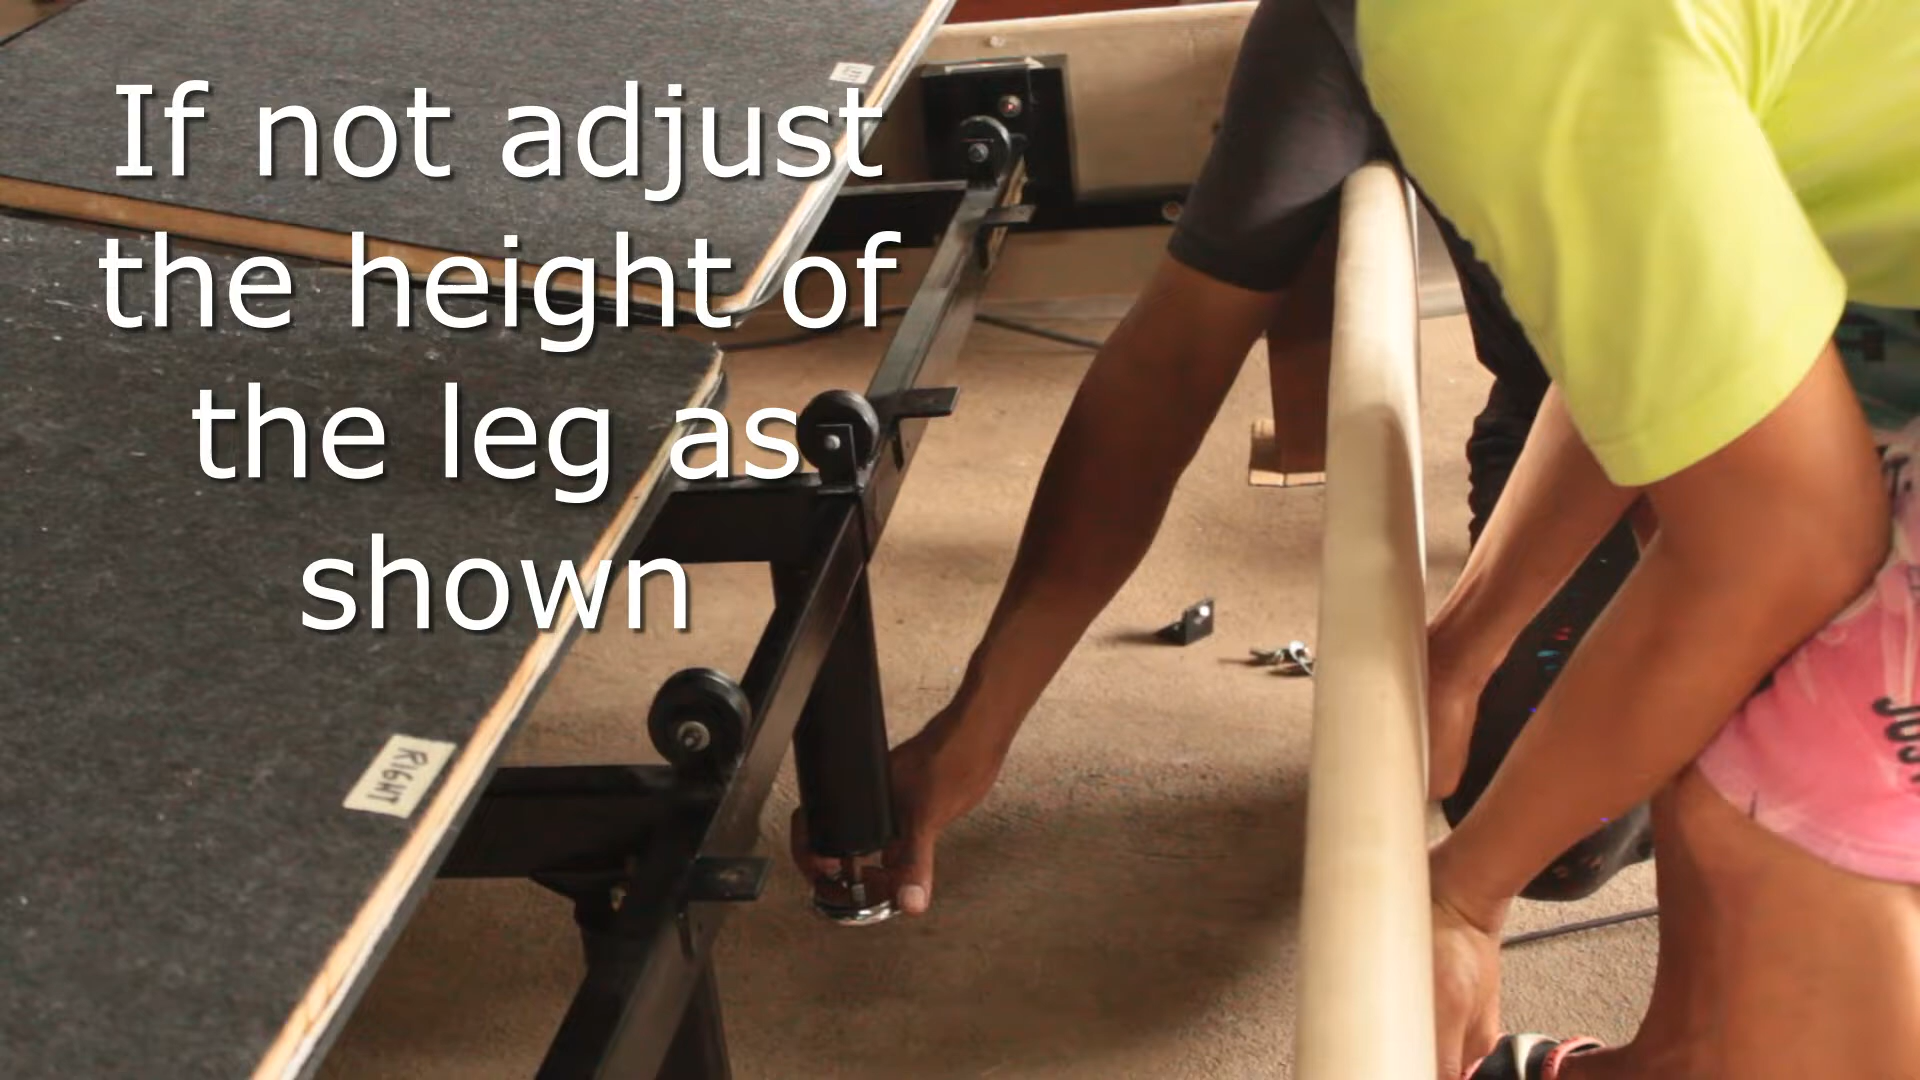 If not adjust
the height of
the leg as
shown
RIGHT